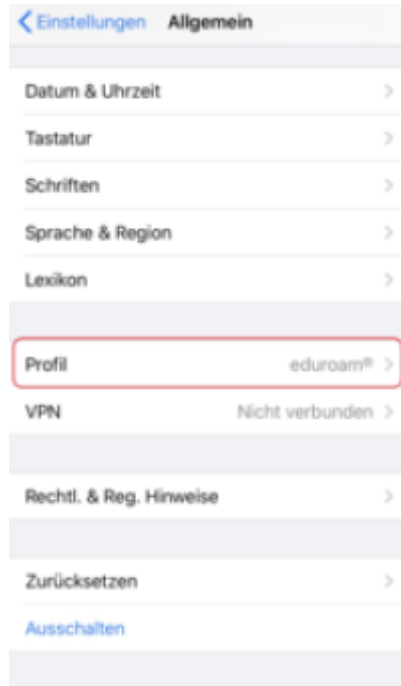 Einstellungen Allgemein
Datum & Uhrzeit
Tastatur
Schriften
Sprache & Region
Lexikon
Profil eduroam®
VPN Nicht verbunden
Rechtl. & Reg. Hinweise
Zurücksetzen
Ausschalten